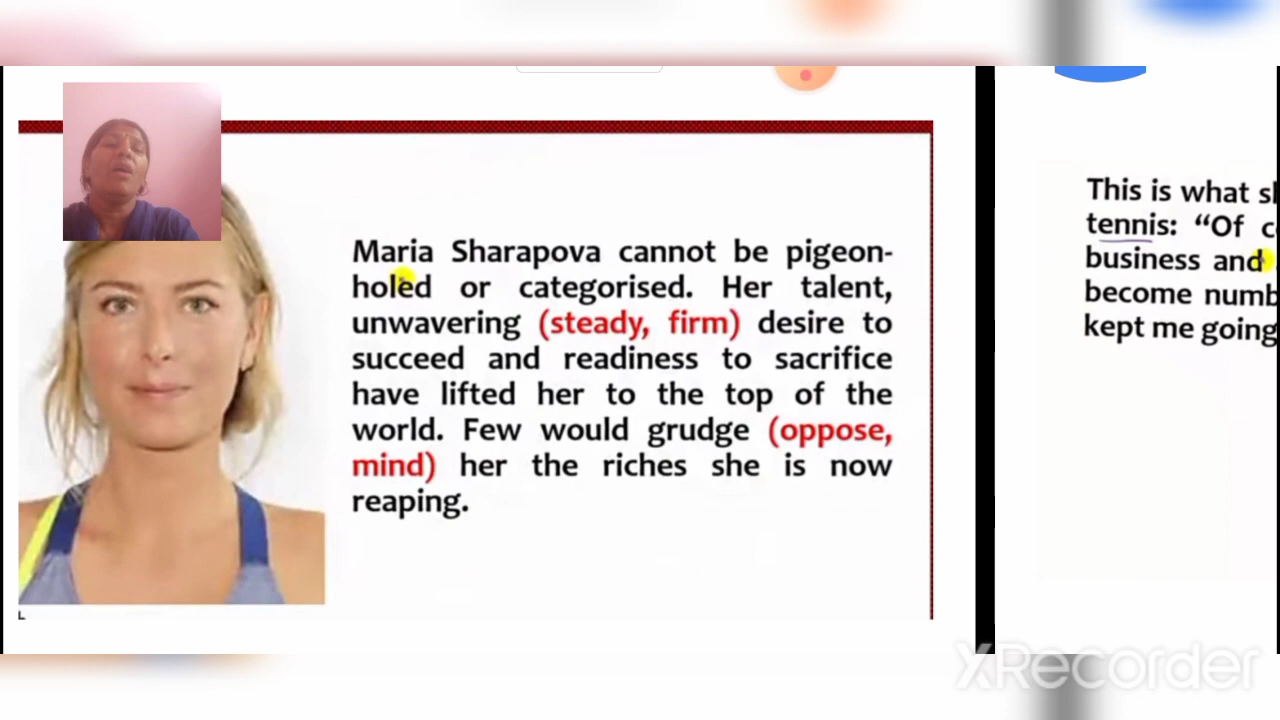 Maria Sharapova cannot be pigeon-
holed or categorised. Her talent,
unwavering (steady, firm) desire to
succeed and readiness to sacrifice
have lifted her to the top of the
world. Few would grudge (oppose,
mind) her the riches she is now
reaping.
This is what
tennis: “Of
business and
become
kept me going
XRecorder